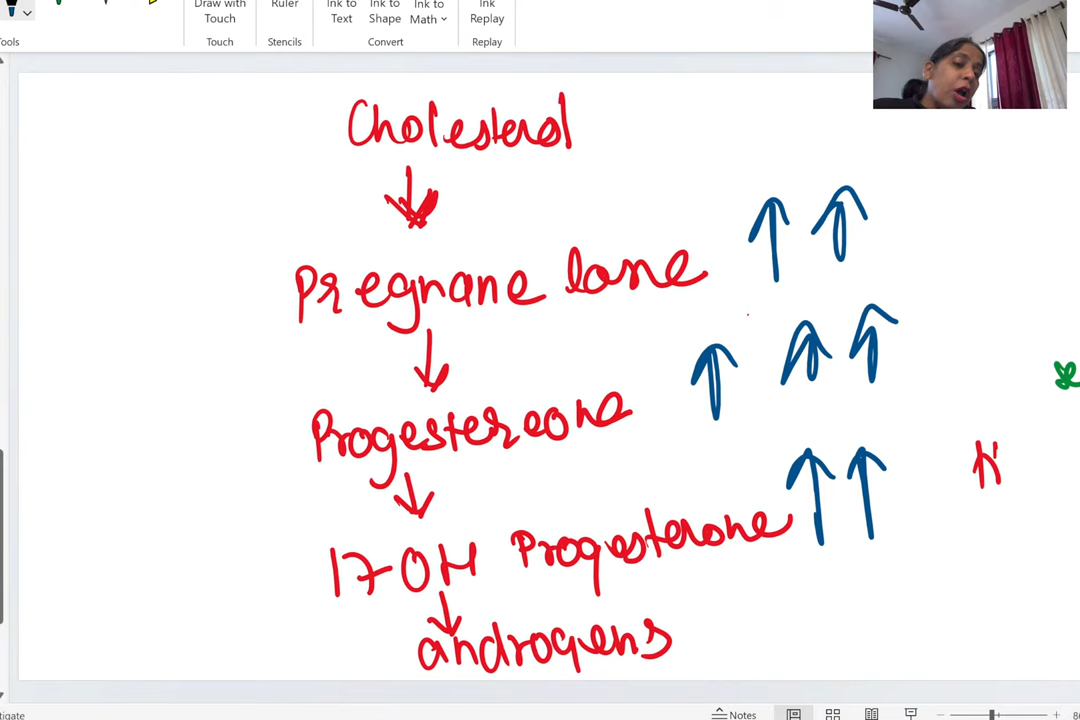 Draw with
Touch
Ruler
Ink to
Text
Ink to
Shape
Ink to
Math
Ink
Replay
Tools
Touch
Stencils
Convert
Replay
Cholesterol
Pregnane lone
Progestereone
17 OH Progesterone
androgens
Notes